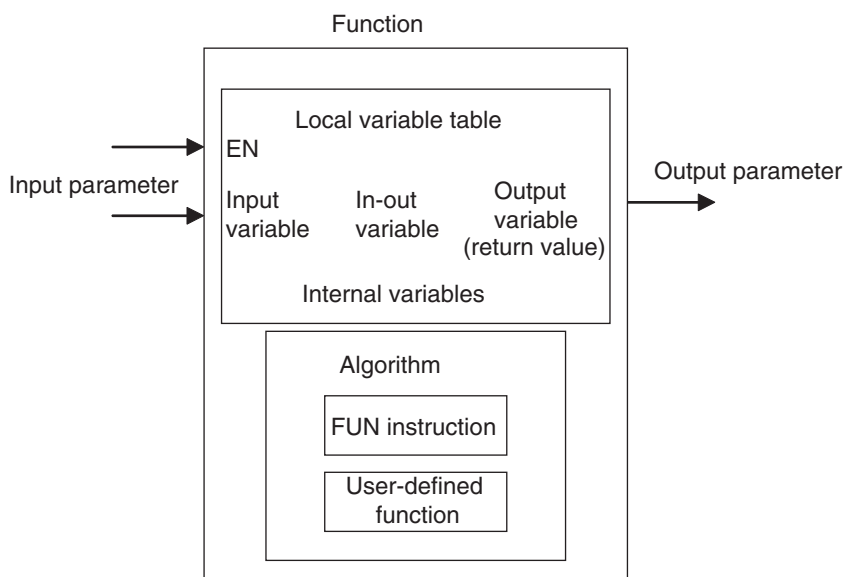 Function
Local variable table
EN
Input parameter
Output parameter
Input
variable
In-out
variable
Output
variable
(return value)
Internal variables
Algorithm
FUN instruction
User-defined
function